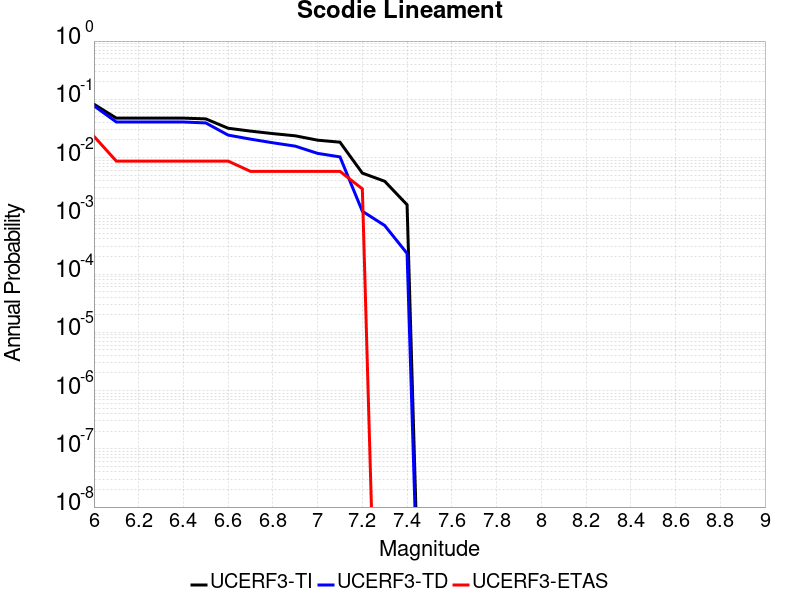 Scodie Lineament
10^0
10^-1
10^-2
10^-3
10^-4
10^-5
10^-6
10^-7
10^-8
Annual Probability
6 6.2 6.4 6.6 6.8 7 7.2 7.4 7.6 7.8 8 8.2 8.4 8.6 8.8 9
Magnitude
UCERF3-TI UCERF3-TD UCERF3-ETAS